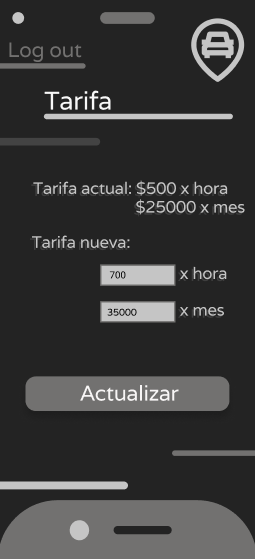 Log out
Tarifa
Tarifa actual: $500 x hora
$25000 x mes
Tarifa nueva:
700 x hora
35000 x mes
Actualizar